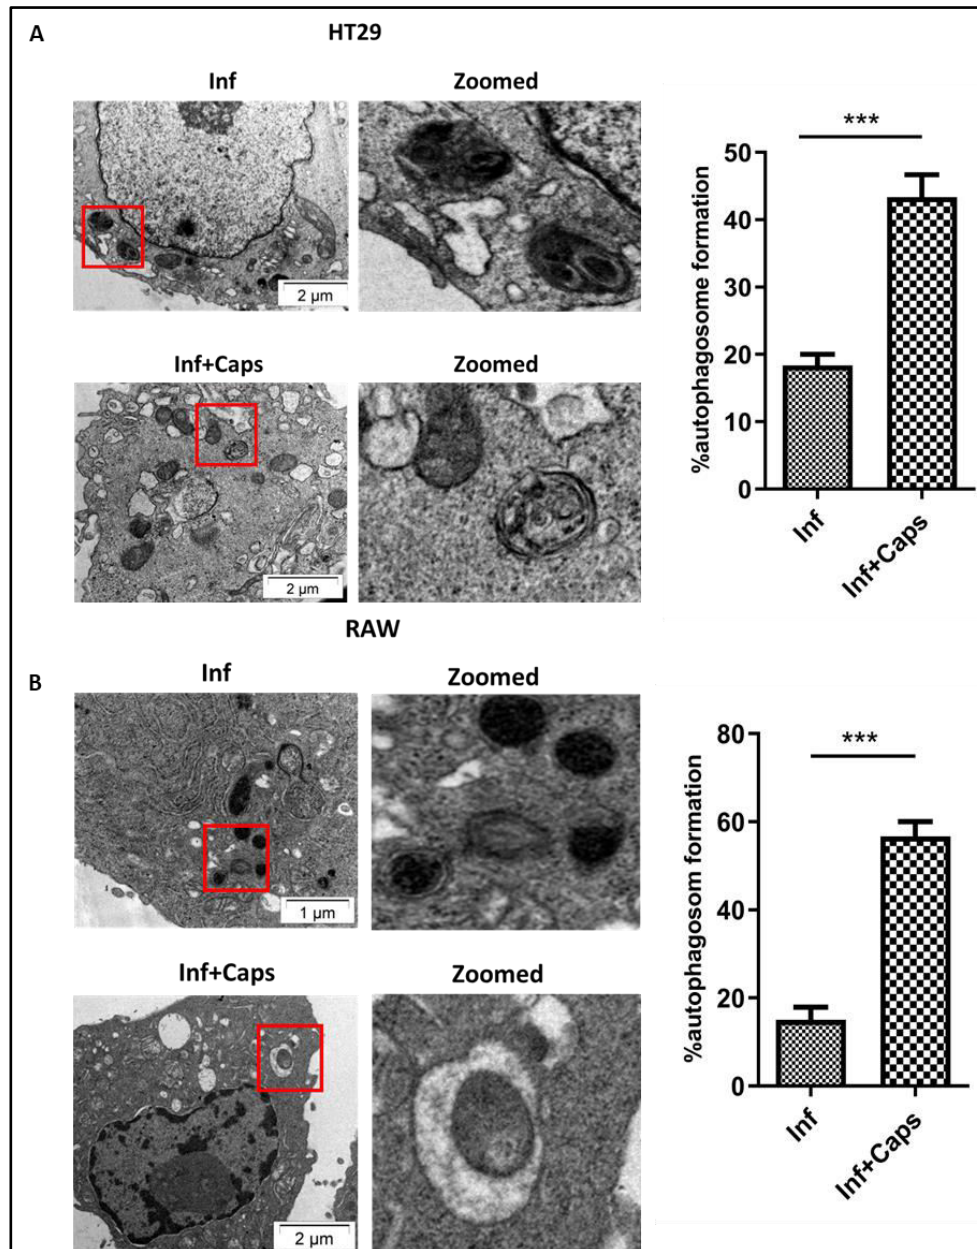 A
HT29
Inf
Zoomed
2 µm
Inf+Caps
Zoomed
2 µm
***
%autophagosome formation
50
40
30
20
10
0
Inf
Inf+Caps
RAW
B
Inf
Zoomed
1 µm
Inf+Caps
Zoomed
2 µm
***
%autophagosom formation
80
60
40
20
0
Inf
Inf+Caps